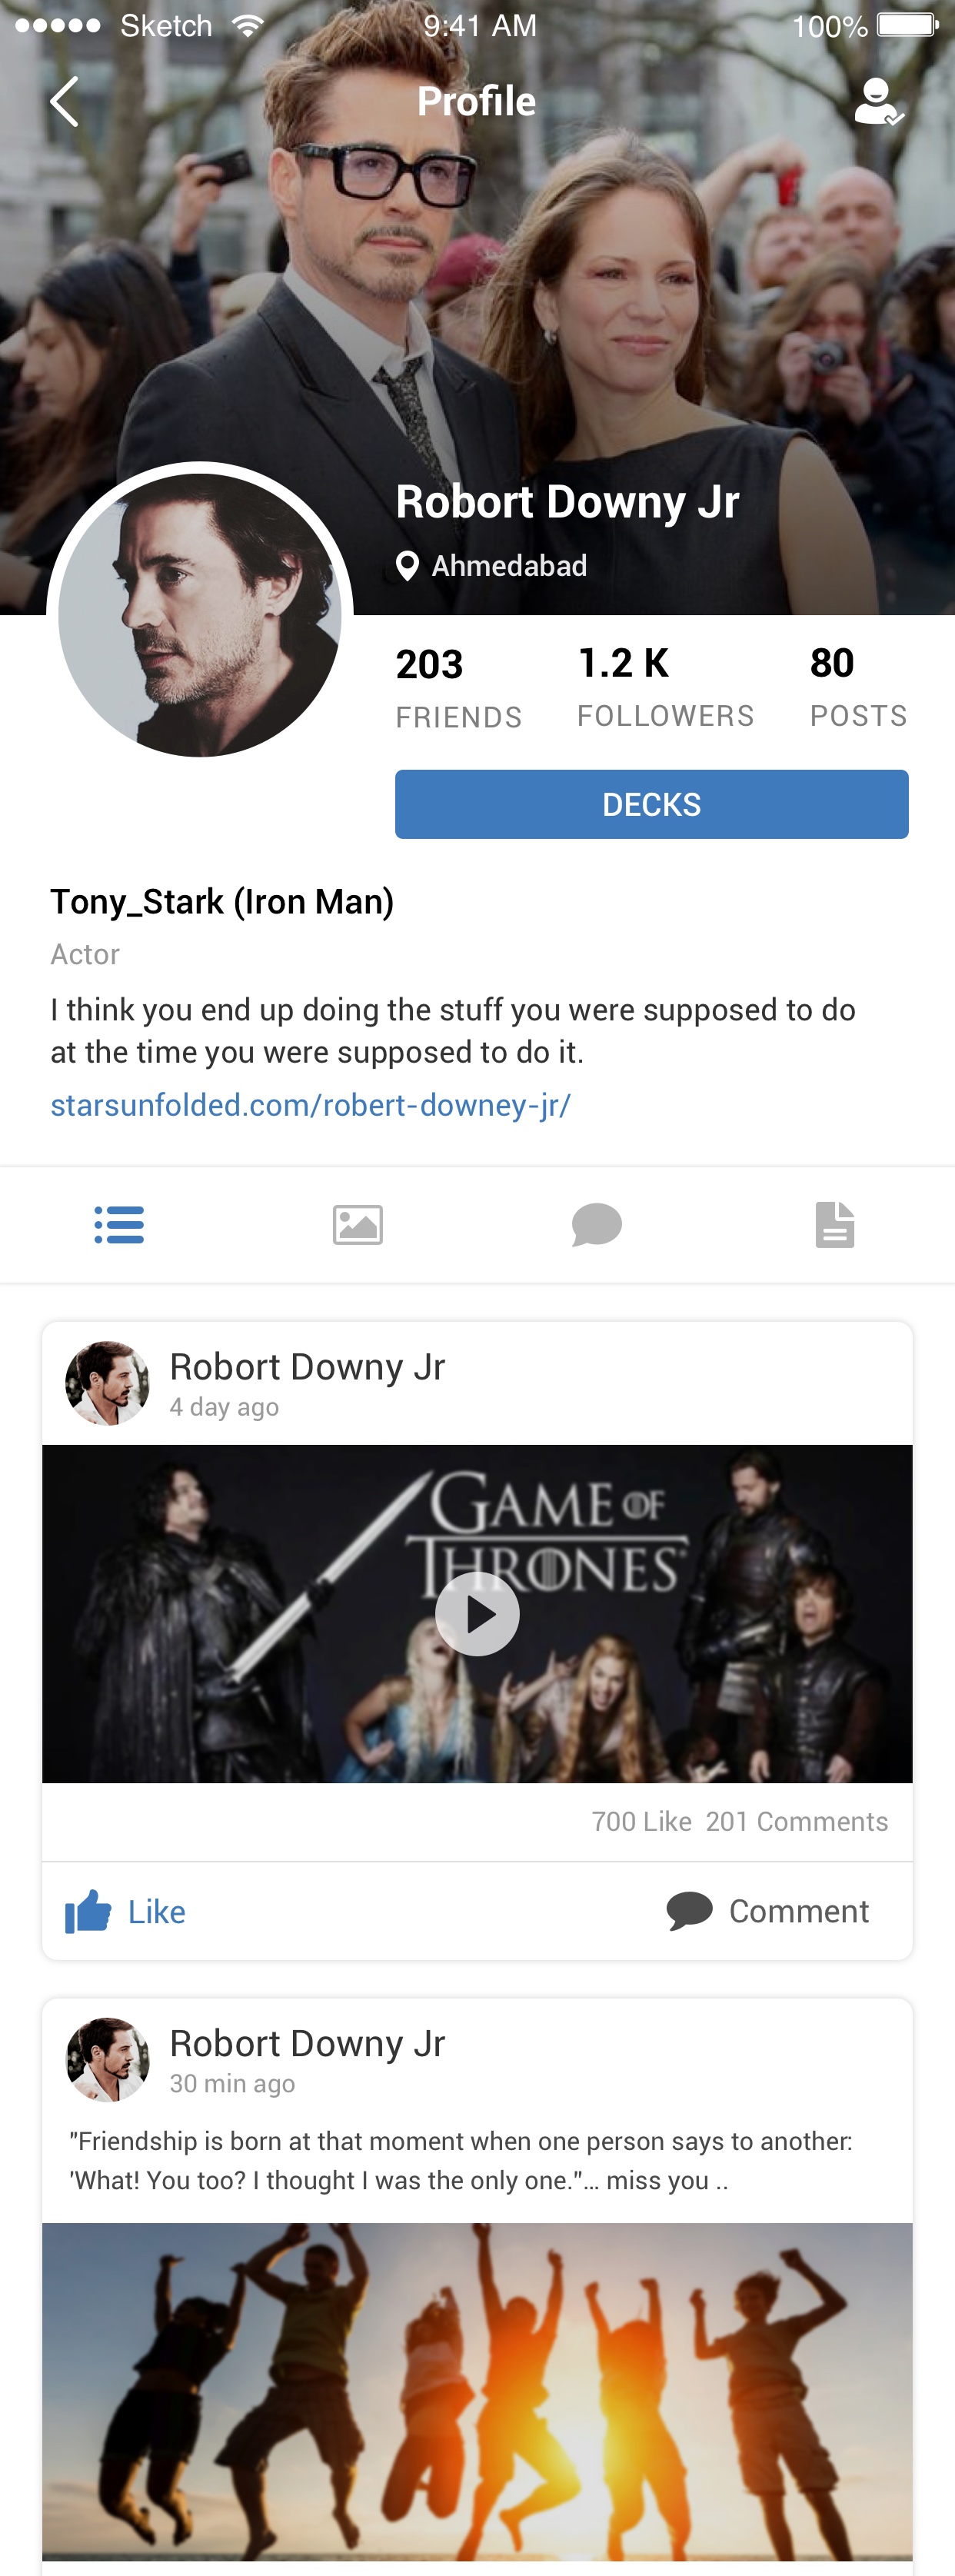 Sketch 9:41 AM 100%
Profile
Robort Downy Jr
Ahmedabad
203 1.2 K 80
FRIENDS FOLLOWERS POSTS
DECKS
Tony_Stark (Iron Man)
Actor
I think you end up doing the stuff you were supposed to do
at the time you were supposed to do it.
starsunfolded.com/robert-downey-jr/
Robort Downy Jr
4 day ago
GAME OF
THRONES
700 Like 201 Comments
Like Comment
Robort Downy Jr
30 min ago
"Friendship is born at that moment when one person says to another:
'What! You too? I thought I was the only one."... miss you ..